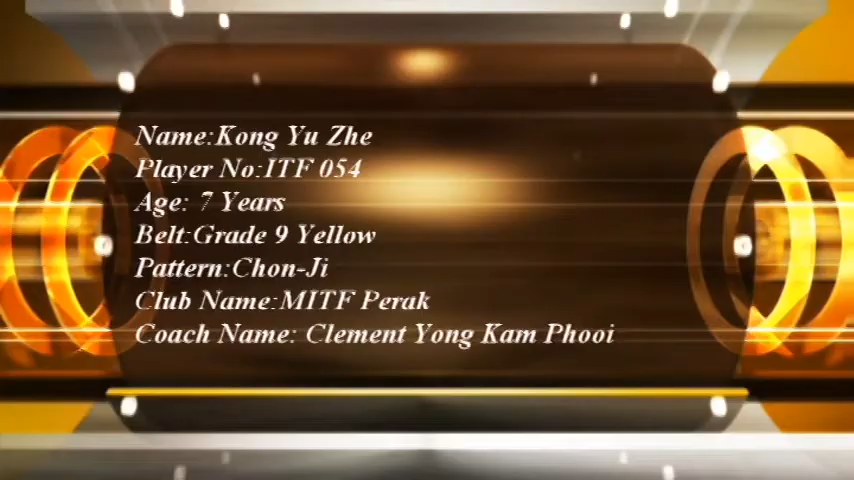 Name:Kong Yu Zhe
Player No:ITF 054
Age: 7 Years
Belt:Grade 9 Yellow
Pattern:Chon-Ji
Club Name:MITF Perak
Coach Name: Clement Yong Kam Phooi